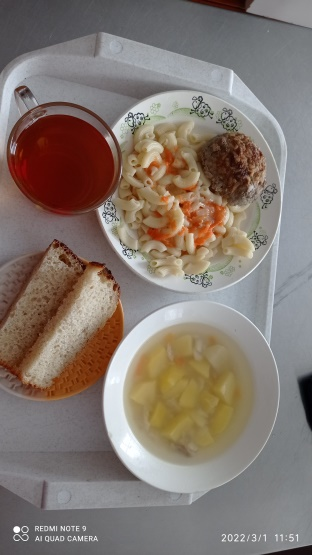 REDMI NOTE 9
AI QUAD CAMERA
2022/3/1 11:51